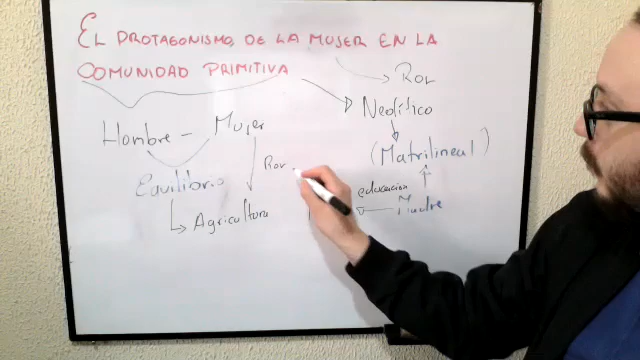 EL PROTAGONISMO DE LA MUJER EN LA
COMUNIDAD PRIMITIVA
Rol
Neolítico
Hombre - Mujer
(Matrilineal)
Rol
educación
Equilibrio
Madre
Agricultura